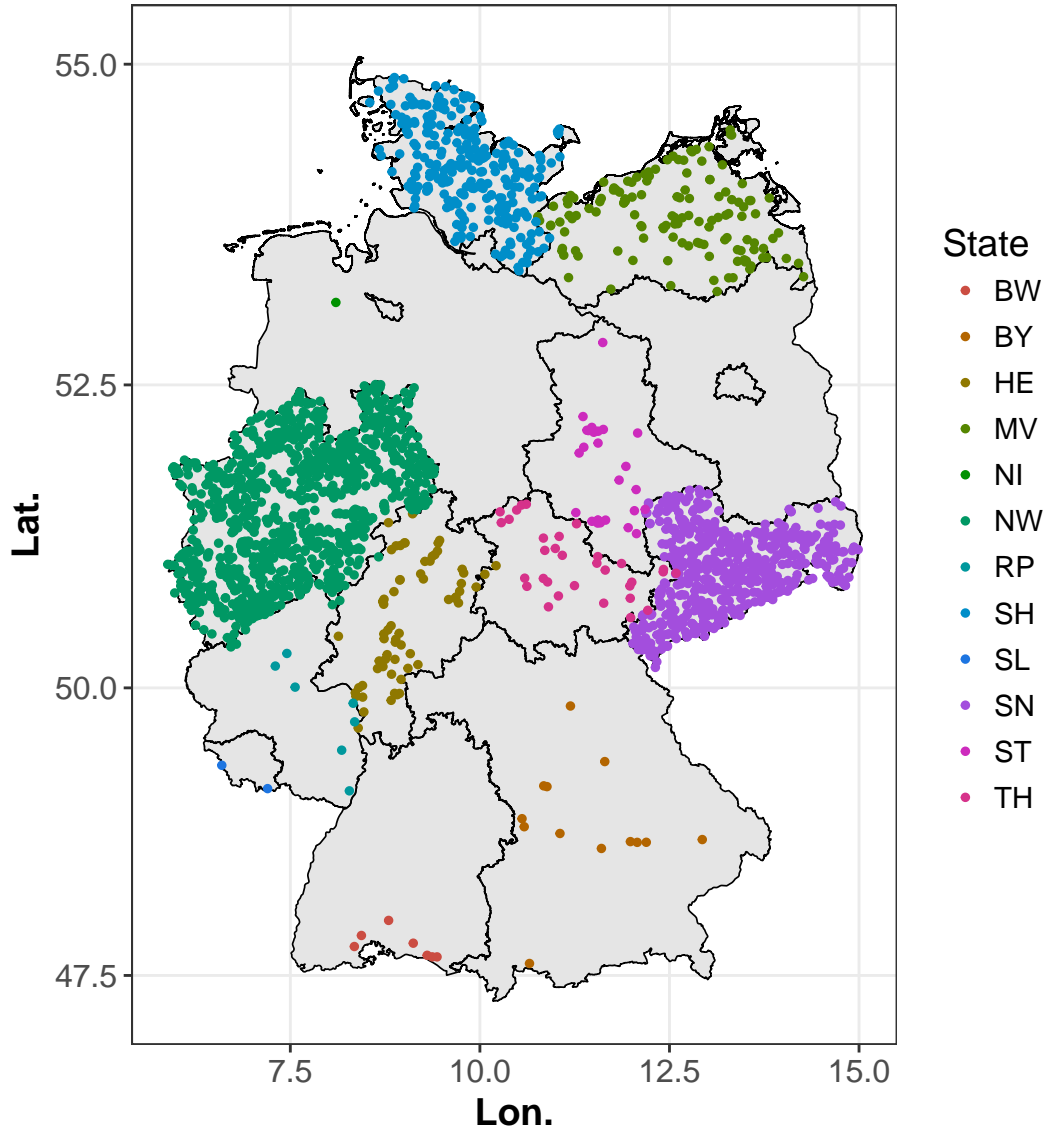 55.0
52.5
50.0
47.5
Lat.
7.5 10.0 12.5 15.0
Lon.
State
BW
BY
HE
MV
NI
NW
RP
SH
SL
SN
ST
TH